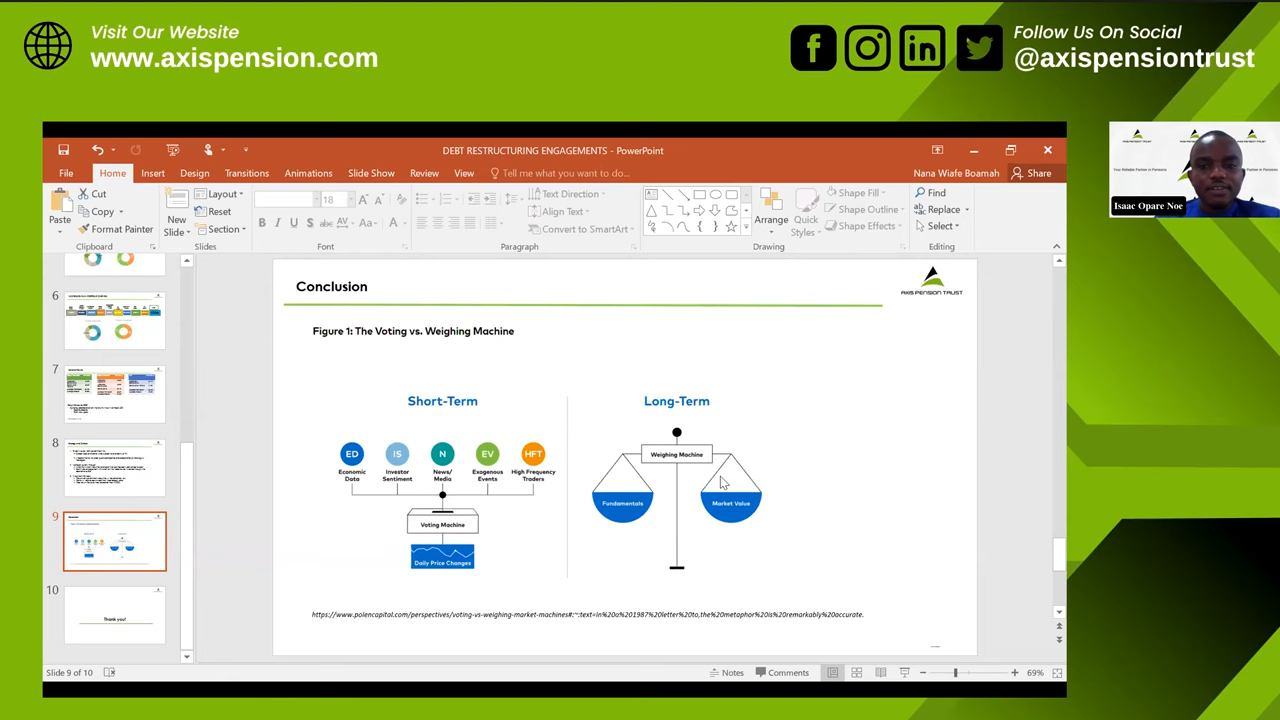 Visit Our Website
www.axispension.com
Follow Us On Social
@axispensiontrust
DEBT RESTRUCTURING ENGAGEMENTS - PowerPoint
File Home Insert Design Transitions Animations Slide Show Review View Tell me what you want to do...
Nana Wiafe Boamah Share
Paste
Cut
Copy
Format Painter
Clipboard
New
Slide
Layout
Reset
Section
Slides
18
B I U S abc AV Aa A
Font
Text Direction
Align Text
Convert to SmartArt
Paragraph
Arrange
Quick
Styles
Shape Fill
Shape Outline
Shape Effects
Drawing
Find
Replace
Select
Editing
Isaac Opare Noe
6
7
8
9
10
Thank you!
Conclusion
AXIS PENSION TRUST
Figure 1: The Voting vs. Weighing Machine
Short-Term
ED IS N EV HFT
Economic Data
Investor Sentiment
News/ Media
Exogenous Events
High Frequency Traders
Voting Machine
Daily Price Changes
Long-Term
Weighing Machine
Fundamentals
Market Value
https://www.polencapital.com/perspectives/voting-vs-weighing-market-machines#:~:text=in%20a%201987%20letter%20to,the%20metaphor%20is%20remarkably%20accurate.
Slide 9 of 10
Notes Comments
69%